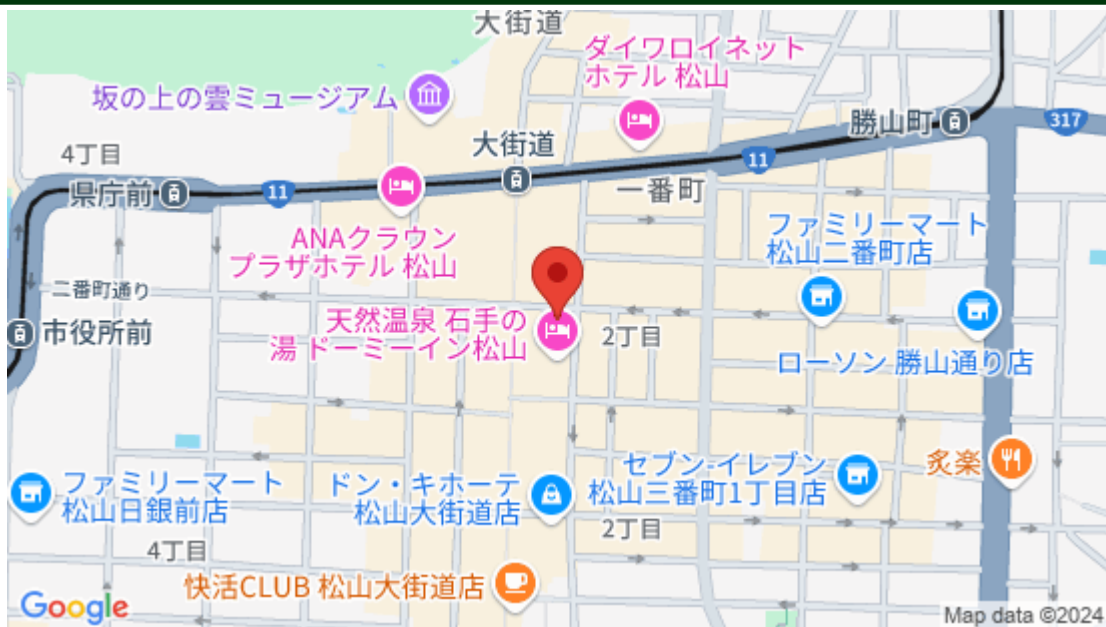 大街道
ダイワロイネット
ホテル 松山
坂の上の雲ミュージアム
勝山町
317
大街道
11
4丁目
県庁前
11
一番町
ANAクラウン
プラザホテル 松山
ファミリーマート
松山二番町店
二番町通り
市役所前
天然温泉 石手の
湯 ドーミーイン松山
2丁目
ローソン 勝山通り店
セブン-イレブン
松山三番町1丁目店
炙楽
ファミリーマート
松山日銀前店
ドン・キホーテ
松山大街道店
2丁目
4丁目
快活CLUB 松山大街道店
Google
Map data ©2024